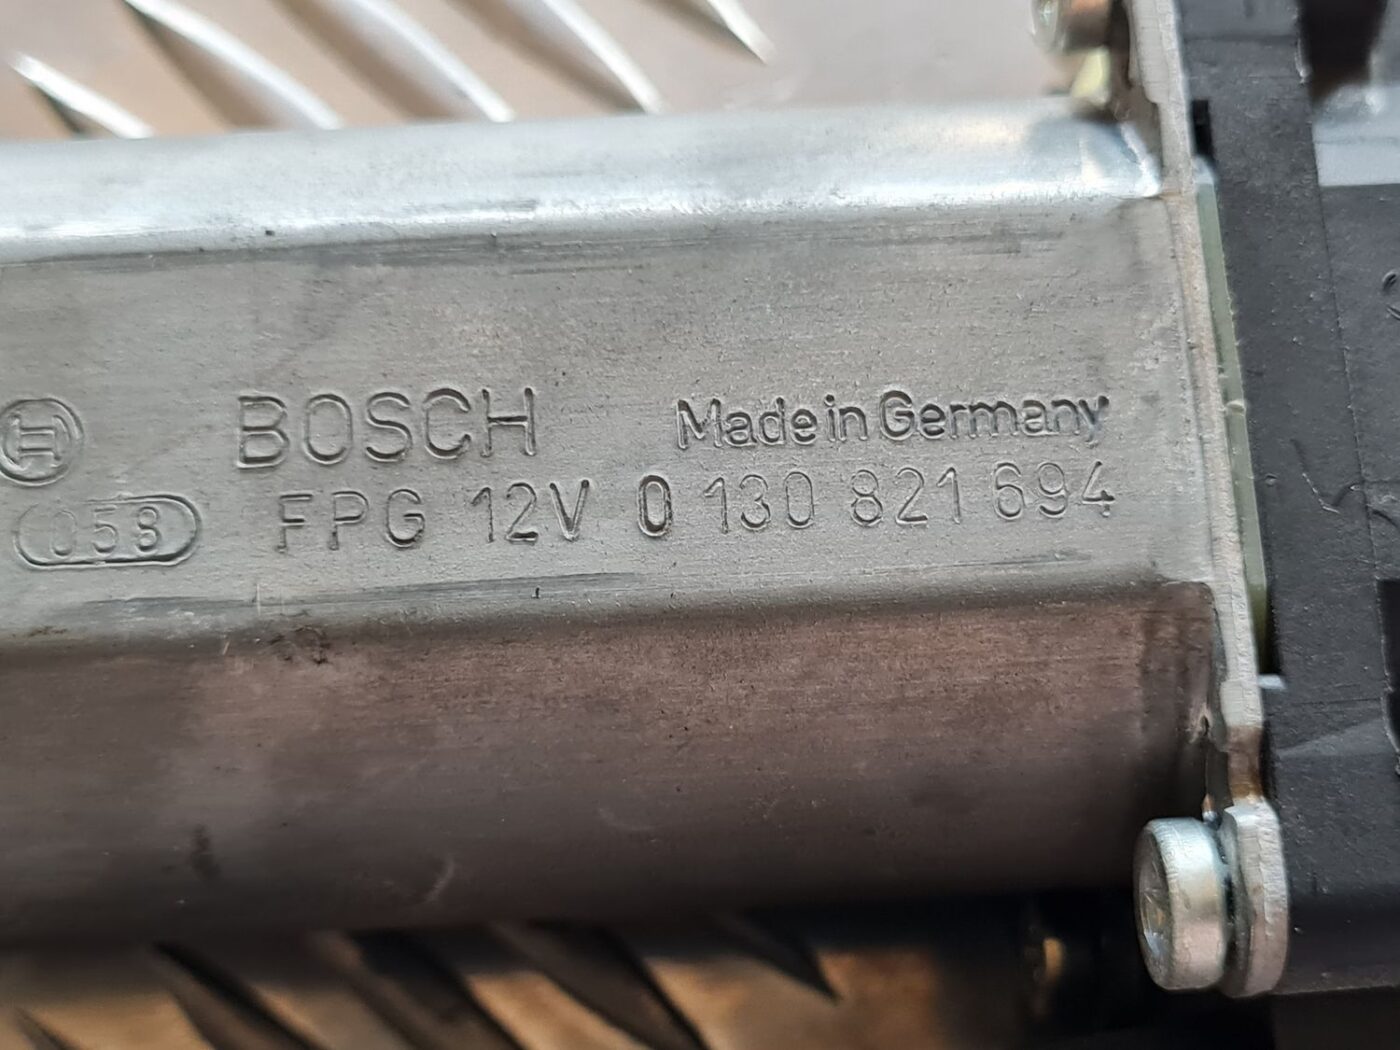 BOSCH Made in Germany
058 FPG 12V 0 130 821 694